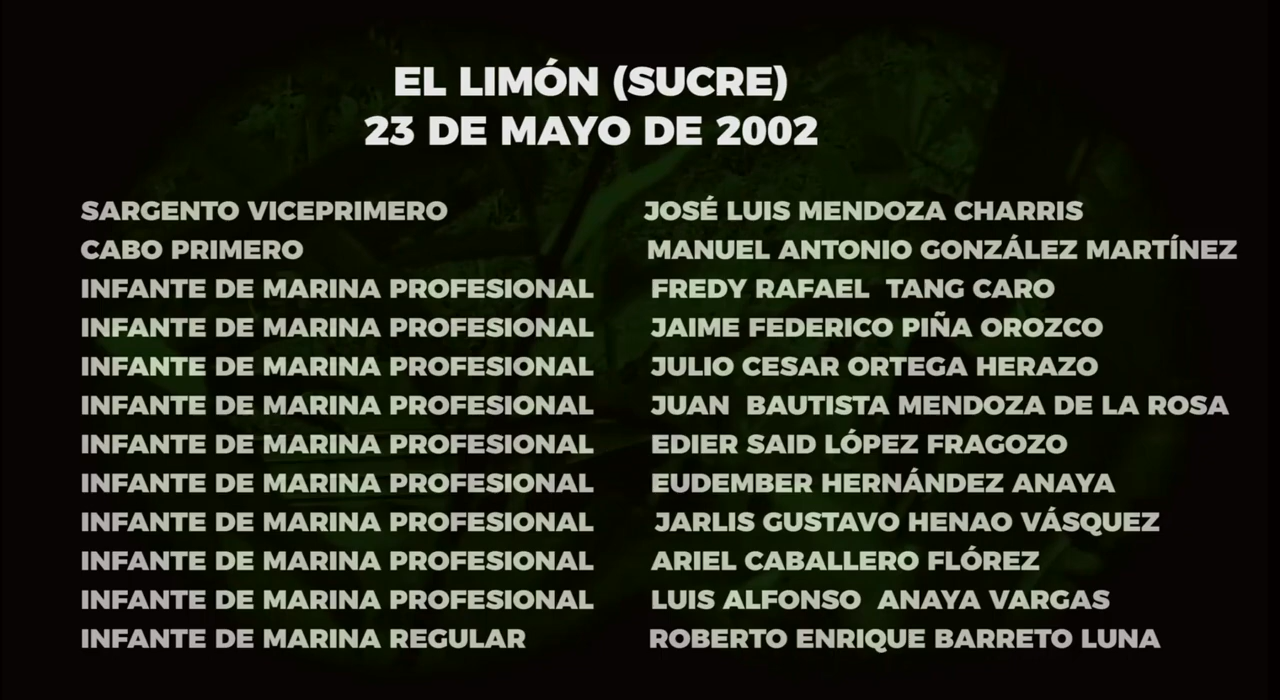 EL LIMÓN (SUCRE)
23 DE MAYO DE 2002
SARGENTO VICEPRIMERO JOSÉ LUIS MENDOZA CHARRIS
CABO PRIMERO MANUEL ANTONIO GONZÁLEZ MARTÍNEZ
INFANTE DE MARINA PROFESIONAL FREDY RAFAEL TANG CARO
INFANTE DE MARINA PROFESIONAL JAIME FEDERICO PIÑA OROZCO
INFANTE DE MARINA PROFESIONAL JULIO CESAR ORTEGA HERAZO
INFANTE DE MARINA PROFESIONAL JUAN BAUTISTA MENDOZA DE LA ROSA
INFANTE DE MARINA PROFESIONAL EDIER SAID LÓPEZ FRAGOZO
INFANTE DE MARINA PROFESIONAL EUDEMBER HERNÁNDEZ ANAYA
INFANTE DE MARINA PROFESIONAL JARLIS GUSTAVO HENAO VÁSQUEZ
INFANTE DE MARINA PROFESIONAL ARIEL CABALLERO FLÓREZ
INFANTE DE MARINA PROFESIONAL LUIS ALFONSO ANAYA VARGAS
INFANTE DE MARINA REGULAR ROBERTO ENRIQUE BARRETO LUNA